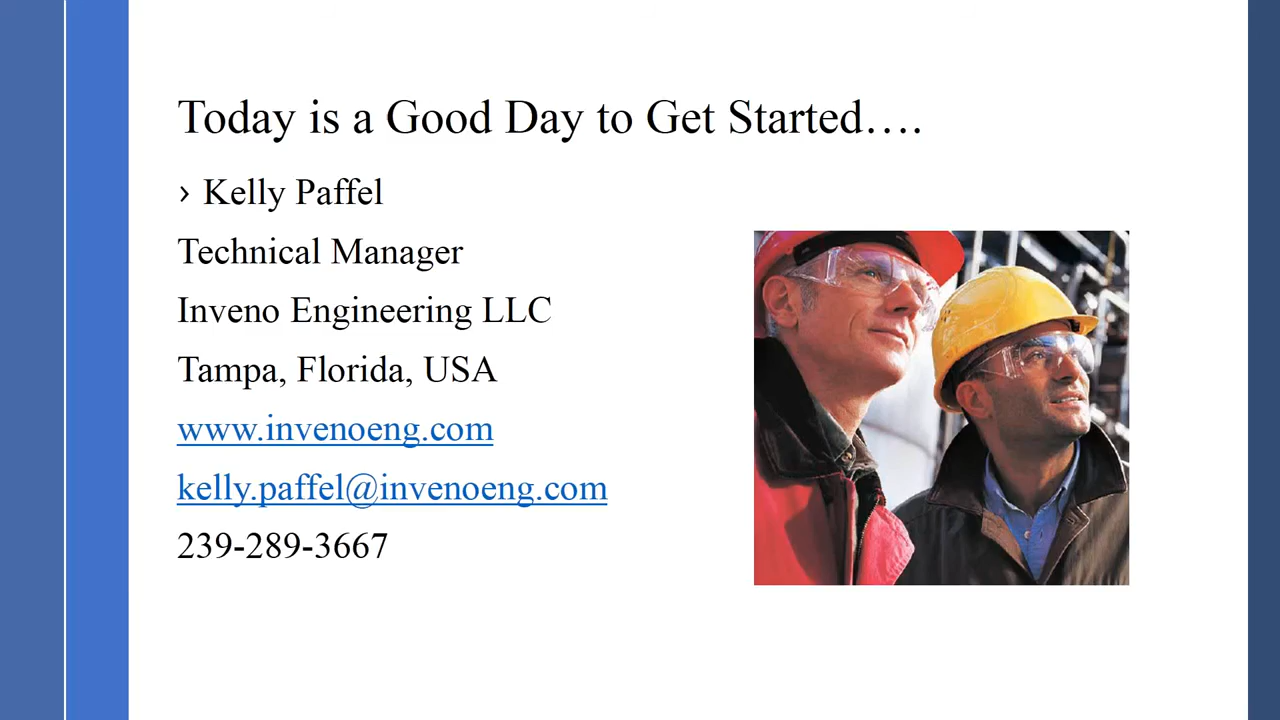 Today is a Good Day to Get Started….
› Kelly Paffel
Technical Manager
Inveno Engineering LLC
Tampa, Florida, USA
www.invenoeng.com
kelly.paffel@invenoeng.com
239-289-3667